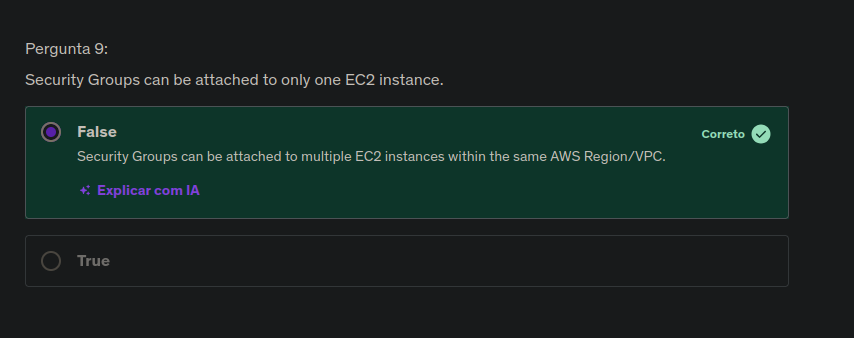 Pergunta 9:
Security Groups can be attached to only one EC2 instance.
False
Correto
Security Groups can be attached to multiple EC2 instances within the same AWS Region/VPC.
Explicar com IA
True